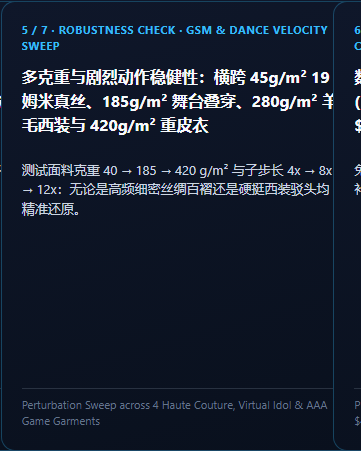 5 / 7 · ROBUSTNESS CHECK · GSM & DANCE VELOCITY
SWEEP
多克重与剧烈动作稳健性：横跨 45g/m² 19
姆米真丝、185g/m² 舞台叠穿、280g/m² 羊
毛西装与 420g/m² 重皮衣
测试面料克重 40 → 185 → 420 g/m² 与子步长 4x → 8x
→ 12x：无论是高频细密丝绸百褶还是硬挺西装驳头均
精准还原。
Perturbation Sweep across 4 Haute Couture, Virtual Idol & AAA
Game Garments